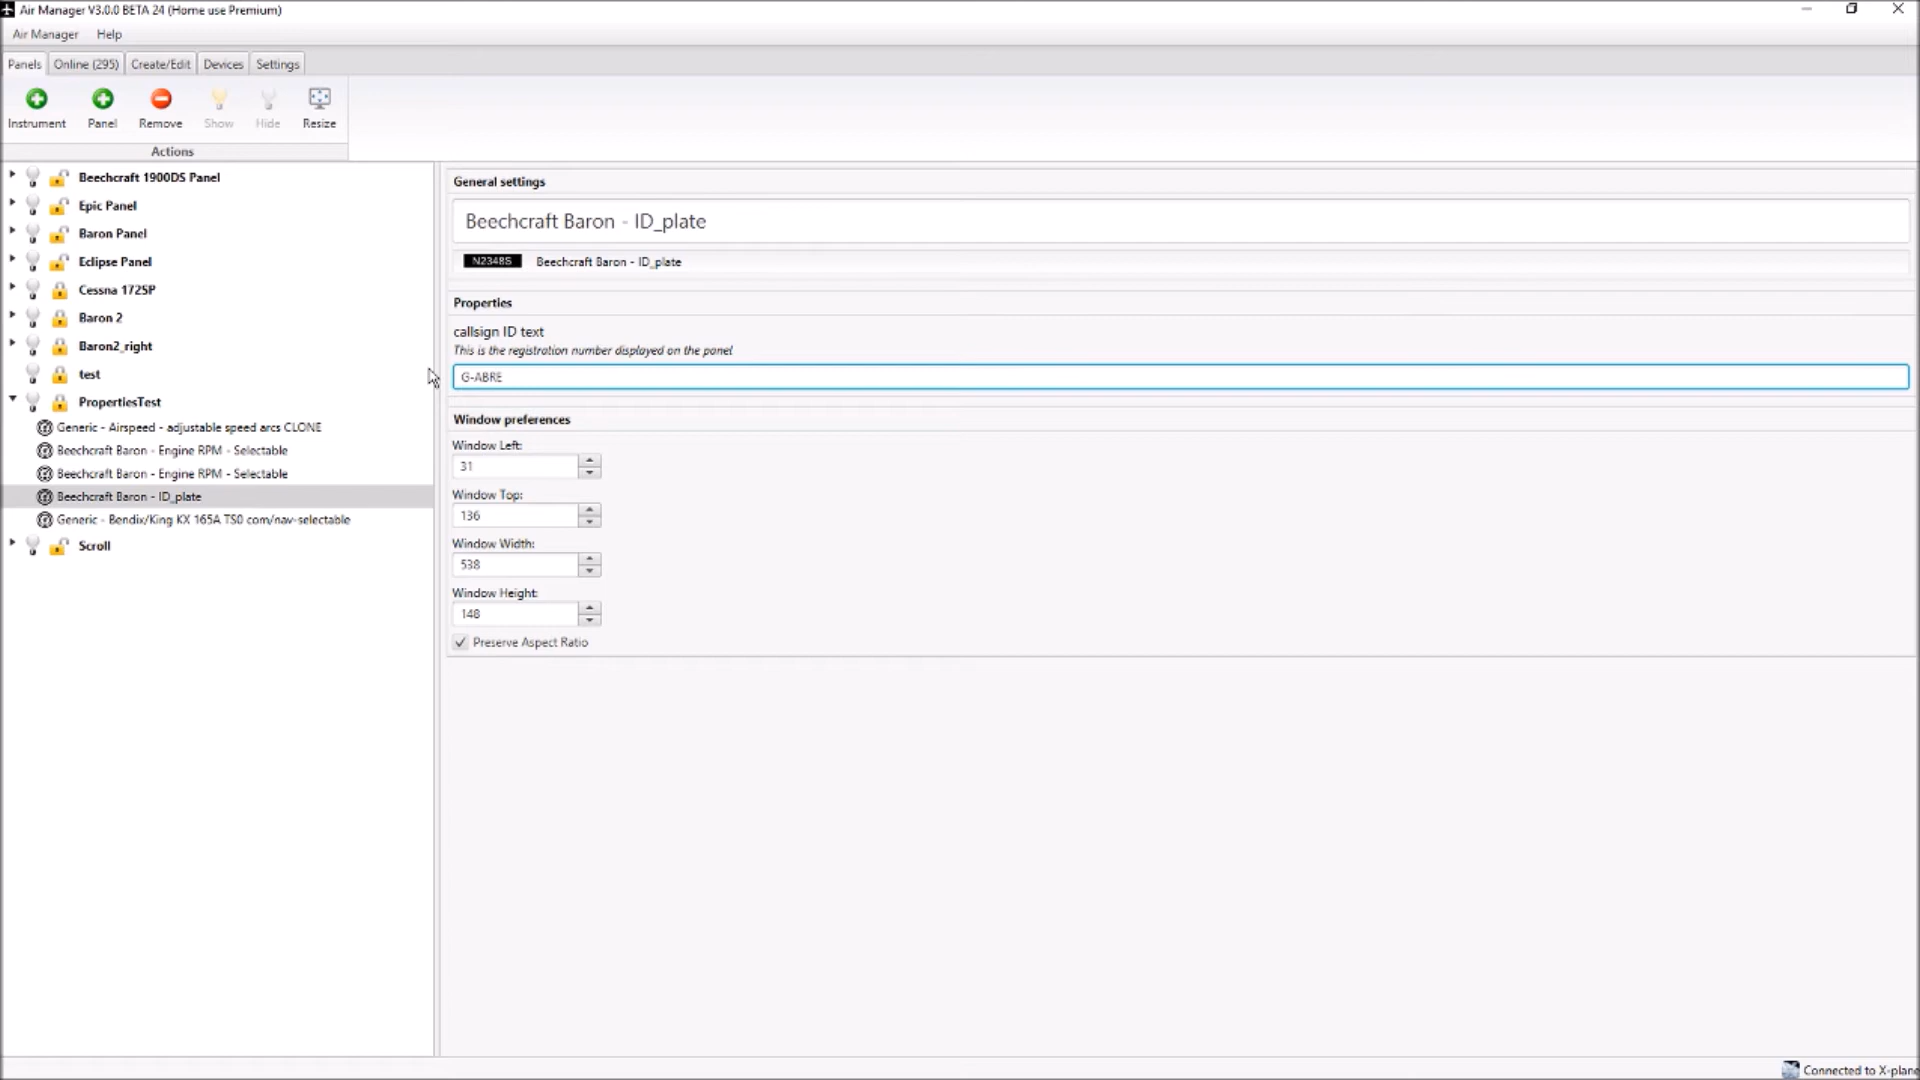 Air Manager V3.0.0 BETA 24 (Home use Premium)
Air Manager Help
Panels Online (295) Create/Edit Devices Settings
Instrument Panel Remove Show Hide Resize
Actions
Beechcraft 1900DS Panel
Epic Panel
Baron Panel
Eclipse Panel
Cessna 172SP
Baron 2
Baron2_right
test
PropertiesTest
Generic - Airspeed - adjustable speed arcs CLONE
Beechcraft Baron - Engine RPM - Selectable
Beechcraft Baron - Engine RPM - Selectable
Beechcraft Baron - ID_plate
Generic - Bendix/King KX 165A TS0 com/nav-selectable
Scroll
General settings
Beechcraft Baron - ID_plate
N2348S Beechcraft Baron - ID_plate
Properties
callsign ID text
This is the registration number displayed on the panel
G-ABRE
Window preferences
Window Left:
31
Window Top:
136
Window Width:
538
Window Height:
148
Preserve Aspect Ratio
Connected to X-plane